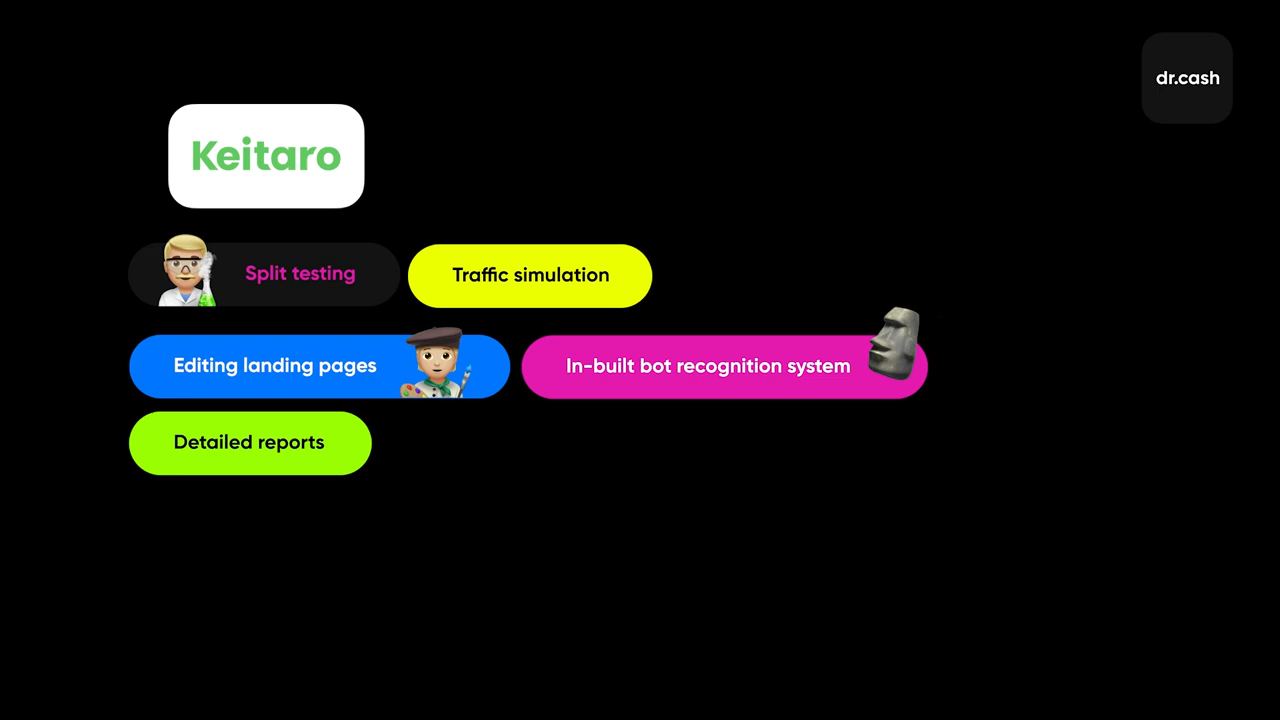 dr.cash
Keitaro
Split testing
Traffic simulation
Editing landing pages
In-built bot recognition system
Detailed reports